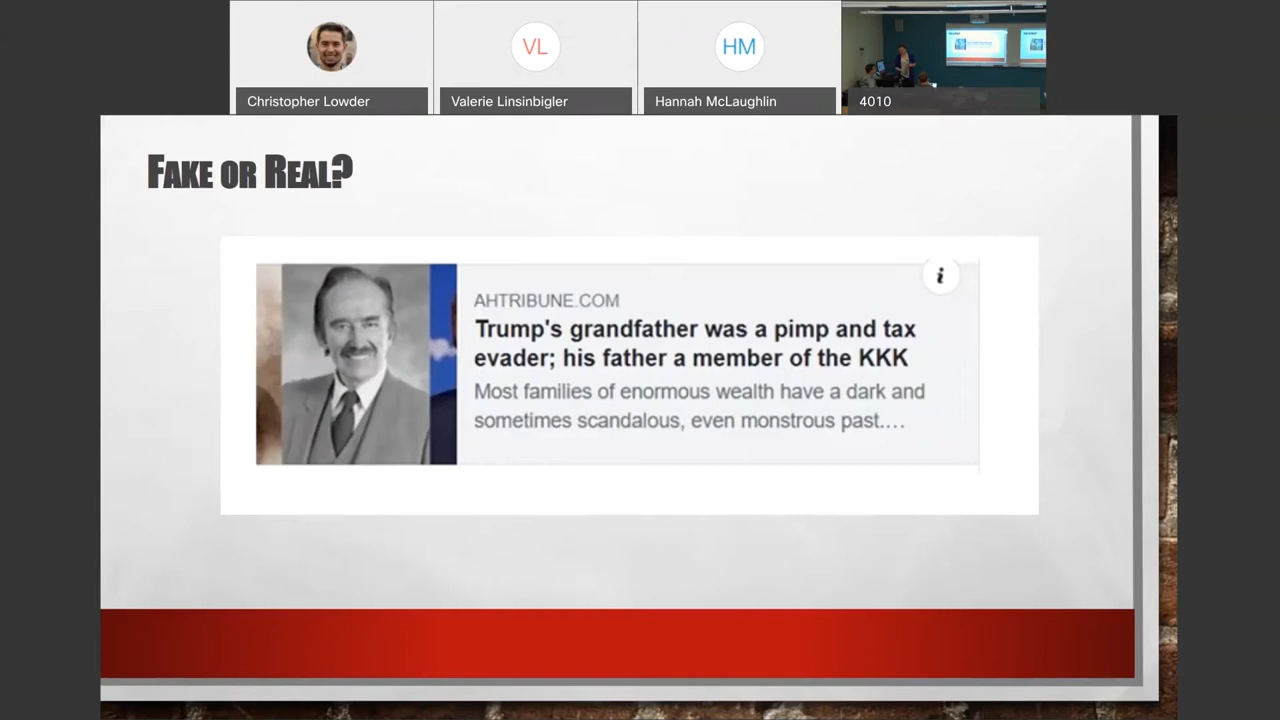 Christopher Lowder
VL
Valerie Linsinbigler
HM
Hannah McLaughlin
4010
FAKE OR REAL?
i
AHTRIBUNE.COM
Trump's grandfather was a pimp and tax
evader; his father a member of the KKK
Most families of enormous wealth have a dark and
sometimes scandalous, even monstrous past....